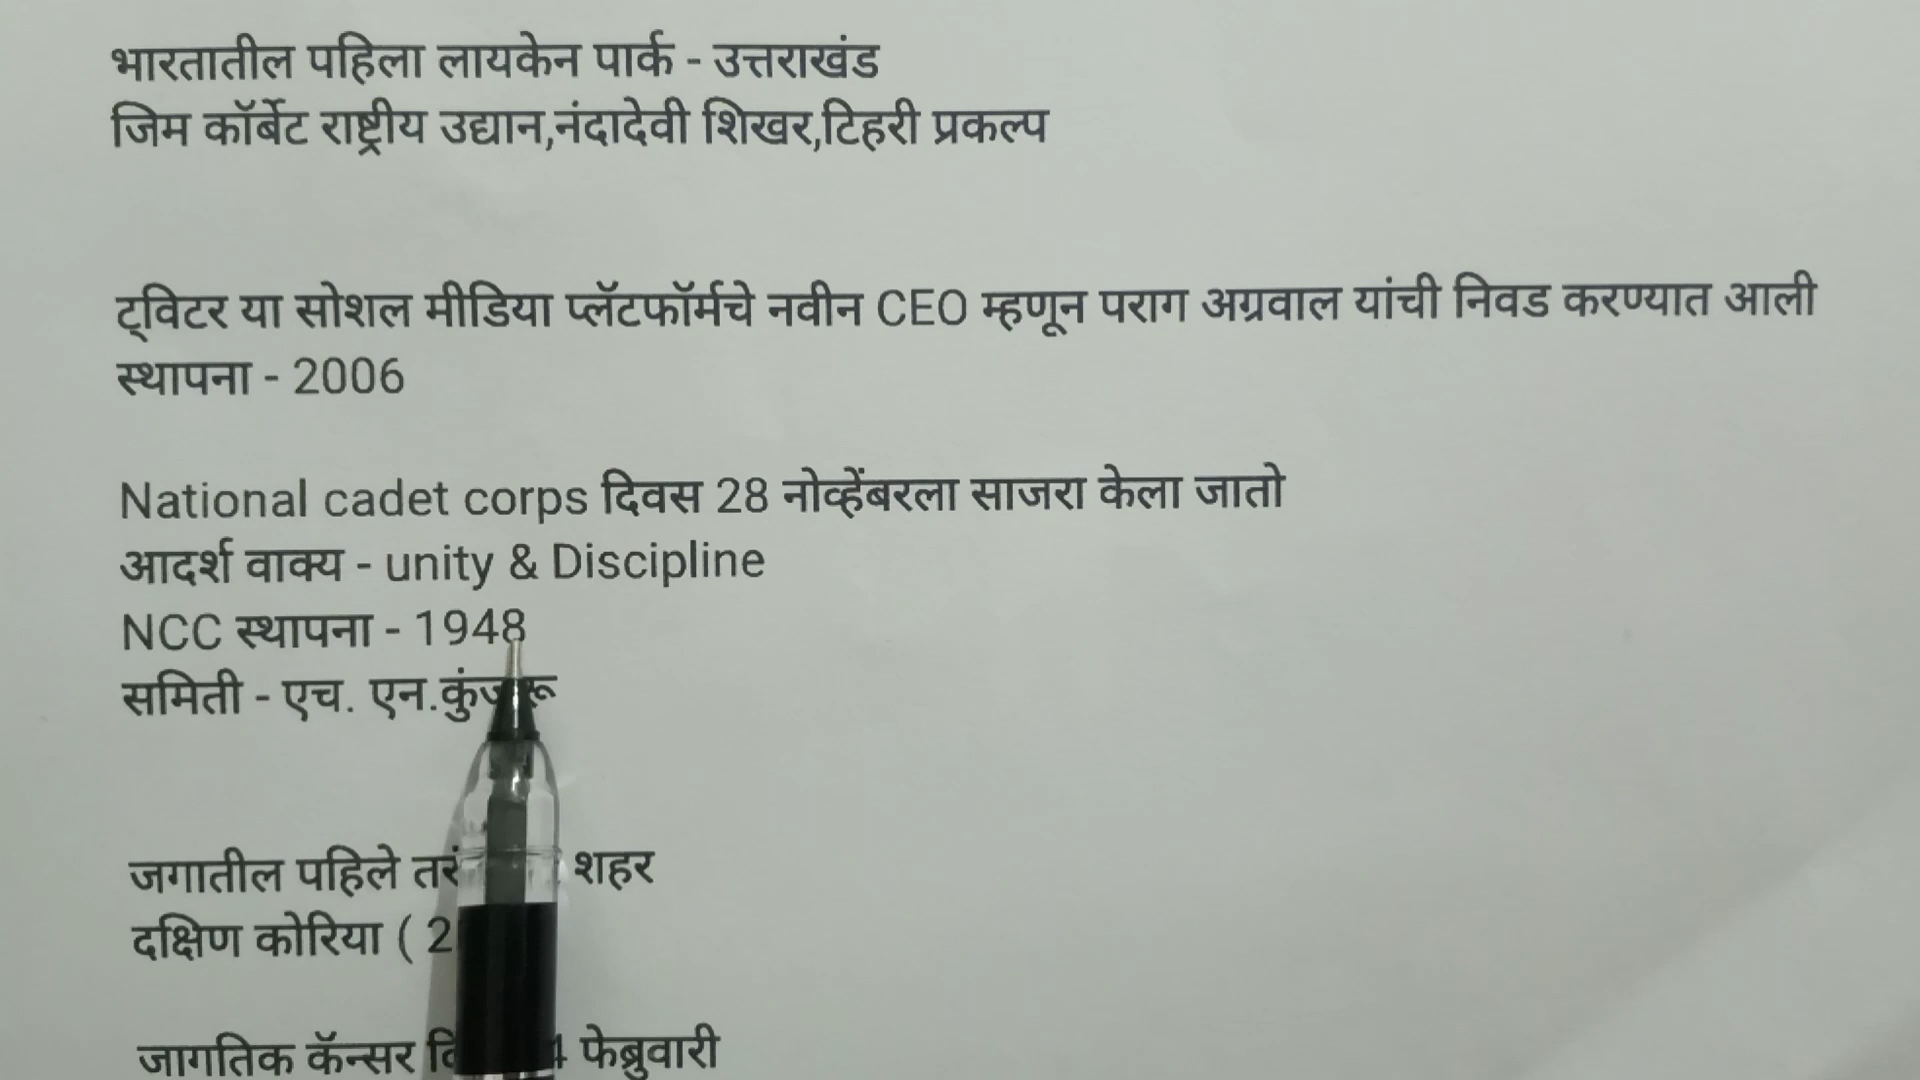 भारतातील पहिला लायकेन पार्क - उत्तराखंड
जिम कॉर्बेट राष्ट्रीय उद्यान,नंदादेवी शिखर,टिहरी प्रकल्प
ट्विटर या सोशल मीडिया प्लॅटफॉर्मचे नवीन CEO म्हणून पराग अग्रवाल यांची निवड करण्यात आली
स्थापना - 2006
National cadet corps दिवस 28 नोव्हेंबरला साजरा केला जातो
आदर्श वाक्य - unity & Discipline
NCC स्थापना - 1948
समिती - एच. एन.
जगातील पहिले शहर
दक्षिण कोरिया (
जागतिक कॅन्सर फेब्रुवारी